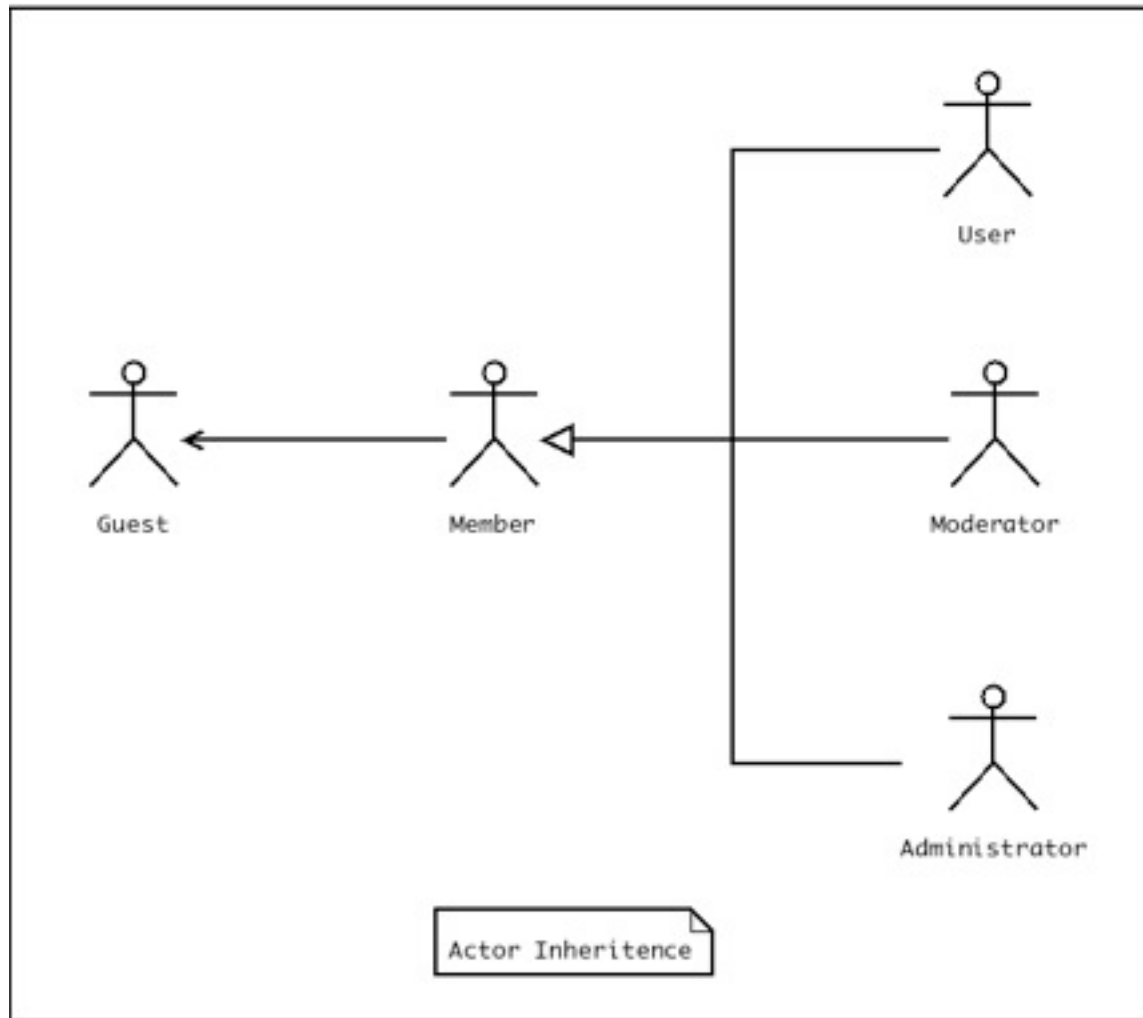 User
Guest
Member
Moderator
Administrator
Actor Inheritence